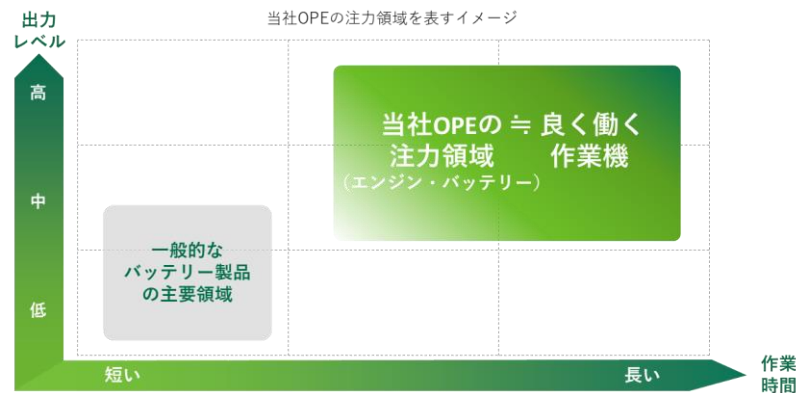 当社OPEの注力領域を表すイメージ
出力
レベル
高
中
低
当社OPEの ≒ 良く働く
注力領域 作業機
（エンジン・バッテリー）
一般的な
バッテリー製品
の主要領域
短い
長い
作業
時間